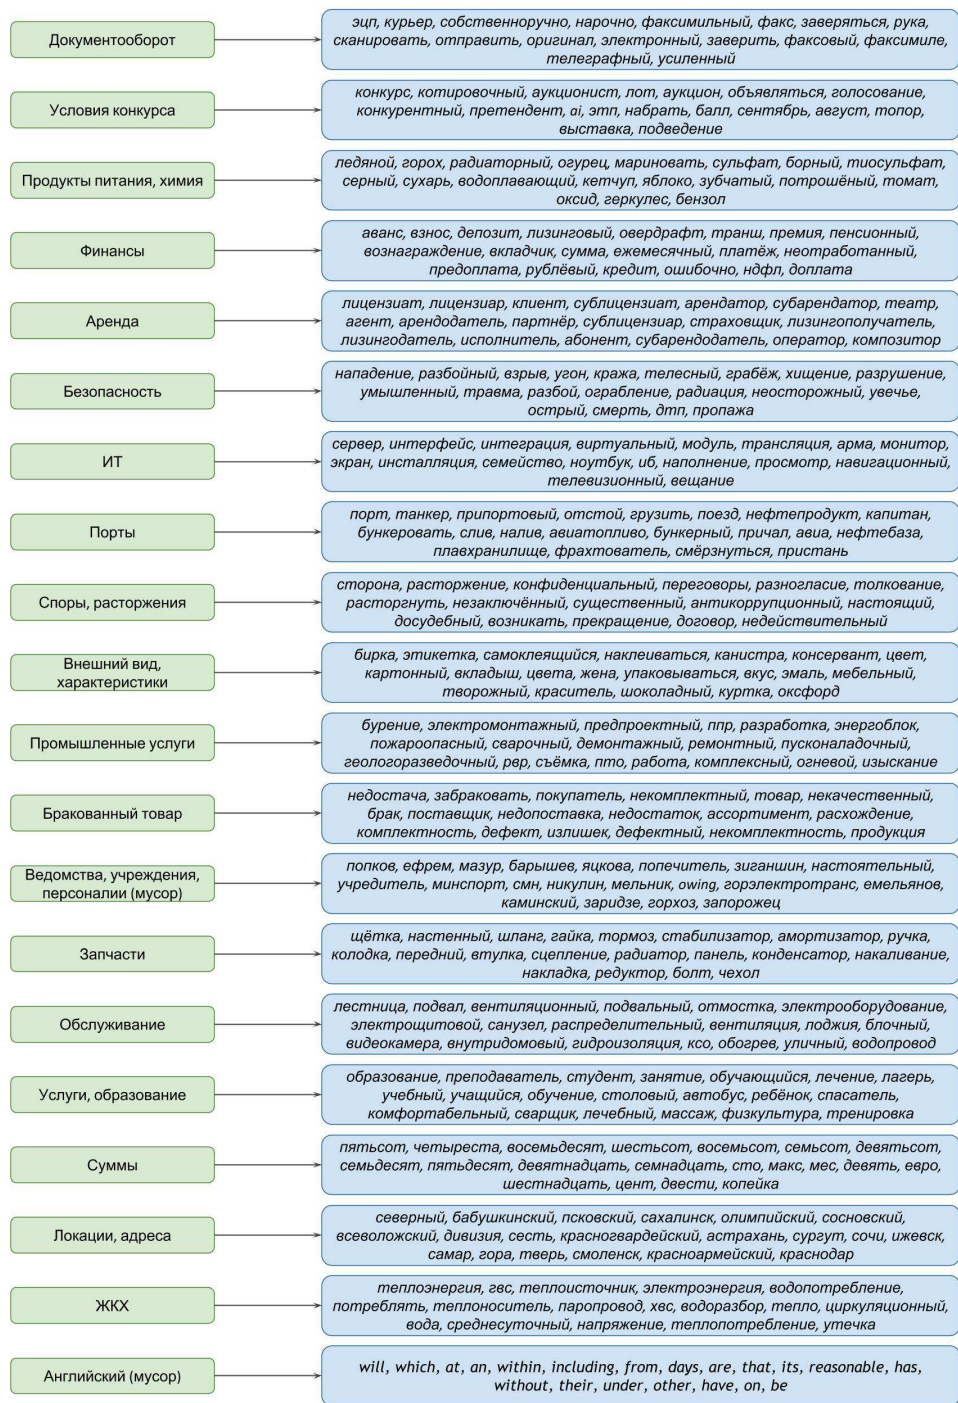 Документооборот
эцп, курьер, собственноручно, нарочно, факсимильный, факс, заверяться, рука,
сканировать, отправить, оригинал, электронный, заверить, факсовый, факсимиле,
телеграфный, усиленный
Условия конкурса
конкурс, котировочный, аукционист, лот, аукцион, объявляться, голосование,
конкурентный, претендент, ai, этп, набрать, балл, сентябрь, август, топор,
выставка, подведение
Продукты питания, химия
ледяной, горох, радиаторный, огурец, мариновать, сульфат, борный, тиосульфат,
серный, сухарь, водоплавающий, кетчуп, яблоко, зубчатый, потрошёный, томат,
оксид, геркулес, бензол
Финансы
аванс, взнос, депозит, лизинговый, овердрафт, транш, премия, пенсионный,
вознаграждение, вкладчик, сумма, ежемесячный, платёж, неотработанный,
предоплата, рублёвый, кредит, ошибочно, ндфл, доплата
Аренда
лицензиат, лицензиар, клиент, сублицензиат, арендатор, субарендатор, театр,
агент, арендодатель, партнёр, сублицензиар, страховщик, лизингополучатель,
лизингодатель, исполнитель, абонент, субарендодатель, оператор, композитор
Безопасность
нападение, разбойный, взрыв, угон, кража, телесный, грабёж, хищение, разрушение,
умышленный, травма, разбой, ограбление, радиация, неосторожный, увечье,
острый, смерть, дтп, пропажа
ИТ
сервер, интерфейс, интеграция, виртуальный, модуль, трансляция, арма, монитор,
экран, инсталляция, семейство, ноутбук, иб, наполнение, просмотр, навигационный,
телевизионный, вещание
Порты
порт, танкер, припортовый, отстой, грузить, поезд, нефтепродукт, капитан,
бункеровать, слив, налив, авиатопливо, бункерный, причал, авиа, нефтебаза,
плавхранилище, фрахтователь, смёрзнуться, пристань
Споры, расторжения
сторона, расторжение, конфиденциальный, переговоры, разногласие, толкование,
расторгнуть, незаключённый, существенный, антикоррупционный, настоящий,
досудебный, возникать, прекращение, договор, недействительный
Внешний вид,
характеристики
бирка, этикетка, самоклеящийся, наклеиваться, канистра, консервант, цвет,
картонный, вкладыш, цвета, жена, упаковываться, вкус, эмаль, мебельный,
творожный, краситель, шоколадный, куртка, оксфорд
Промышленные услуги
бурение, электромонтажный, предпроектный, ппр, разработка, энергоблок,
пожароопасный, сварочный, демонтажный, ремонтный, пусконаладочный,
геологоразведочный, рвр, съёмка, пто, работа, комплексный, огневой, изыскание
Бракованный товар
недостача, забраковать, покупатель, некомплектный, товар, некачественный,
брак, поставщик, недопоставка, недостаток, ассортимент, расхождение,
комплектность, дефект, излишек, дефектный, некомплектность, продукция
Ведомства, учреждения,
персоналии (мусор)
попков, ефрем, мазур, барышев, яцкова, попечитель, зиганшин, настоятельный,
учредитель, минспорт, смн, никулин, мельник, owing, горэлектротранс, емельянов,
каминский, заридзе, горхоз, запорожец
Запчасти
щётка, настенный, шланг, гайка, тормоз, стабилизатор, амортизатор, ручка,
колодка, передний, втулка, сцепление, радиатор, панель, конденсатор, накаливание,
накладка, редуктор, болт, чехол
Обслуживание
лестница, подвал, вентиляционный, подвальный, отмостка, электрооборудование,
электрощитовой, санузел, распределительный, вентиляция, лоджия, блочный,
видеокамера, внутридомовый, гидроизоляция, ксо, обогрев, уличный, водопровод
Услуги, образование
образование, преподаватель, студент, занятие, обучающийся, лечение, лагерь,
учебный, учащийся, обучение, столовый, автобус, ребёнок, спасатель,
комфортабельный, сварщик, лечебный, массаж, физкультура, тренировка
Суммы
пятьсот, четыреста, восемьдесят, шестьсот, восемьсот, семьсот, девятьсот,
семьдесят, пятьдесят, девятнадцать, семнадцать, сто, макс, мес, девять, евро,
шестнадцать, цент, двести, копейка
Локации, адреса
северный, бабушкинский, псковский, сахалинск, олимпийский, сосновский,
всеволожский, дивизия, сесть, красногвардейский, астрахань, сургут, сочи, ижевск,
самар, гора, тверь, смоленск, красноармейский, краснодар
ЖКХ
теплоэнергия, гвс, теплоисточник, электроэнергия, водопотребление,
потреблять, теплоноситель, паропровод, хвс, водоразбор, тепло, циркуляционный,
вода, среднесуточный, напряжение, теплопотребление, утечка
Английский (мусор)
will, which, at, an, within, including, from, days, are, that, its, reasonable, has,
without, their, under, other, have, on, be